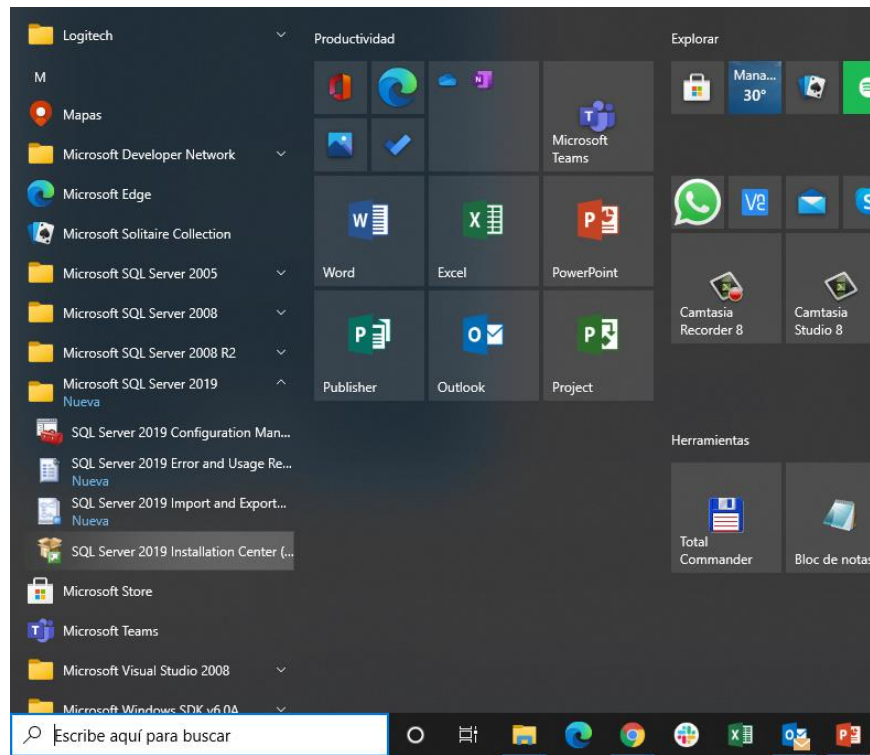 Logitech
M
Mapas
Microsoft Developer Network
Microsoft Edge
Microsoft Solitaire Collection
Microsoft SQL Server 2005
Microsoft SQL Server 2008
Microsoft SQL Server 2008 R2
Microsoft SQL Server 2019
Nueva
SQL Server 2019 Configuration Man...
SQL Server 2019 Error and Usage Re...
Nueva
SQL Server 2019 Import and Export...
Nueva
SQL Server 2019 Installation Center (...
Microsoft Store
Microsoft Teams
Microsoft Visual Studio 2008
Microsoft Windows SDK v6.0A
Productividad
Microsoft
Teams
Word
Excel
PowerPoint
Publisher
Outlook
Project
Explorar
Mana...
30°
Camtasia
Recorder 8
Camtasia
Studio 8
Herramientas
Total
Commander
Bloc de notas
Escribe aquí para buscar